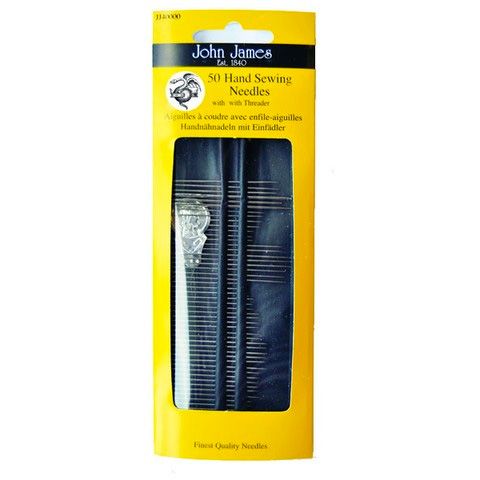 JJ40000
John James
Est. 1840
50 Hand Sewing
Needles
with with Threader
Aiguilles à coudre avec enfile-aiguilles
Handnähnadeln mit Einfädler
Finest Quality Needles